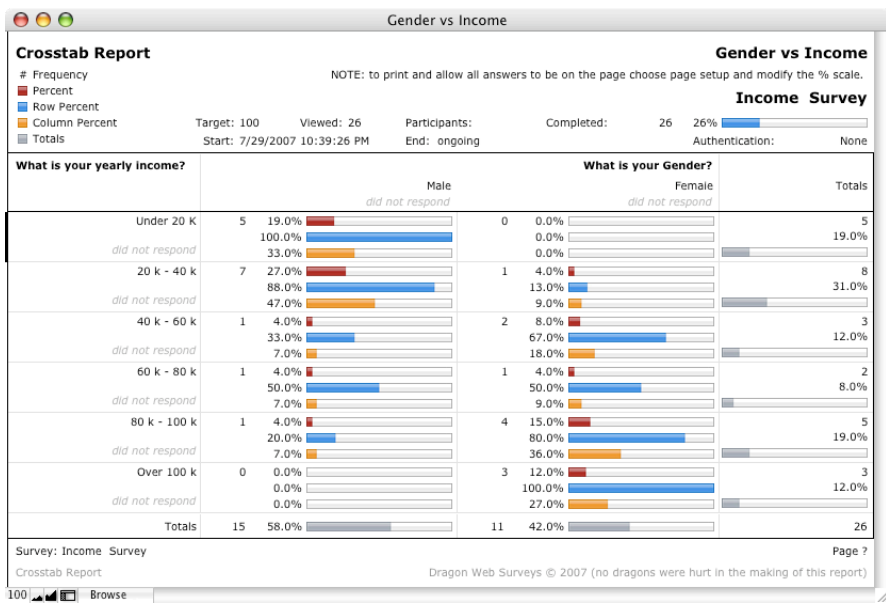 Gender vs Income
Crosstab Report Gender vs Income
# Frequency NOTE: to print and allow all answers to be on the page choose page setup and modify the % scale.
Percent
Row Percent Income Survey
Column Percent Target: 100 Viewed: 26 Participants: Completed: 26 26%
Totals Start: 7/29/2007 10:39:26 PM End: ongoing Authentication: None
What is your yearly income? What is your Gender?
Male Female Totals
did not respond did not respond
Under 20 K 5 19.0% 0 0.0% 5
100.0% 0.0% 19.0%
did not respond 33.0% 0.0%
20 k - 40 k 7 27.0% 1 4.0% 8
88.0% 13.0% 31.0%
did not respond 47.0% 9.0%
40 k - 60 k 1 4.0% 2 8.0% 3
33.0% 67.0% 12.0%
did not respond 7.0% 18.0%
60 k - 80 k 1 4.0% 1 4.0% 2
50.0% 50.0% 8.0%
did not respond 7.0% 9.0%
80 k - 100 k 1 4.0% 4 15.0% 5
20.0% 80.0% 19.0%
did not respond 7.0% 36.0%
Over 100 k 0 0.0% 3 12.0% 3
0.0% 100.0% 12.0%
did not respond 0.0% 27.0%
Totals 15 58.0% 11 42.0% 26
Survey: Income Survey Page ?
Crosstab Report Dragon Web Surveys © 2007 (no dragons were hurt in the making of this report)
100 Browse